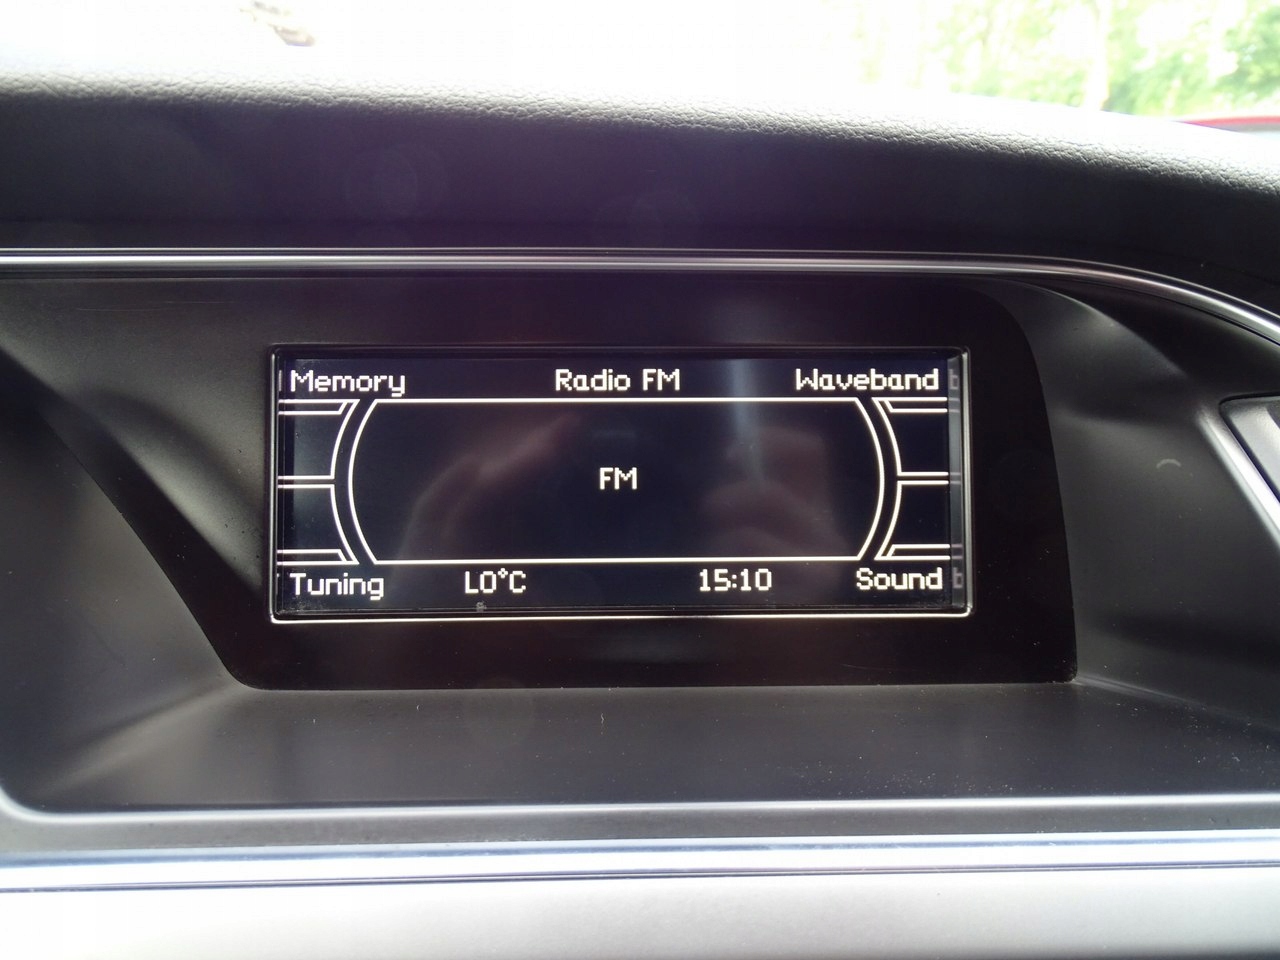 Memory Radio FM Waveband
FM
Tuning LO°C 15:10 Sound